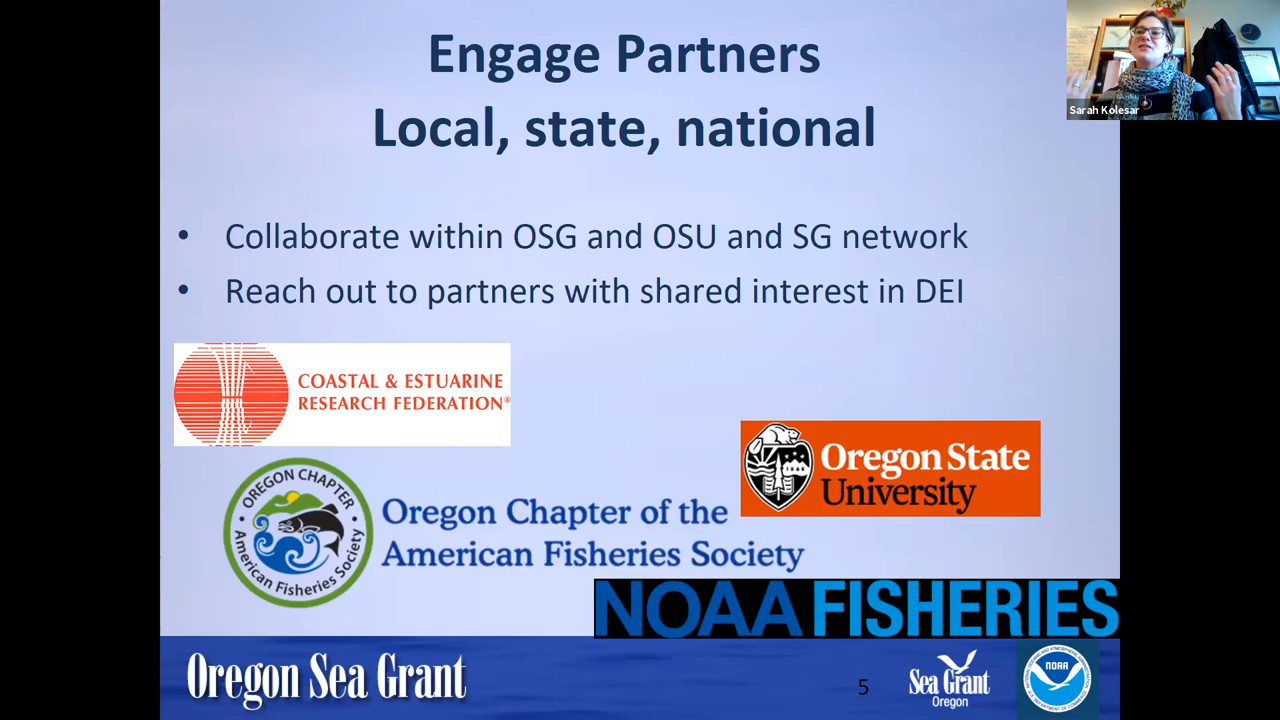 Engage Partners
Local, state, national
Sarah Kolesar
• Collaborate within OSG and OSU and SG network
• Reach out to partners with shared interest in DEI
COASTAL & ESTUARINE
RESEARCH FEDERATION®
Oregon State
University
OREGON CHAPTER
American Fisheries Society
Oregon Chapter of the
American Fisheries Society
NOAA FISHERIES
Oregon Sea Grant
5
Sea Grant
Oregon
NOAA